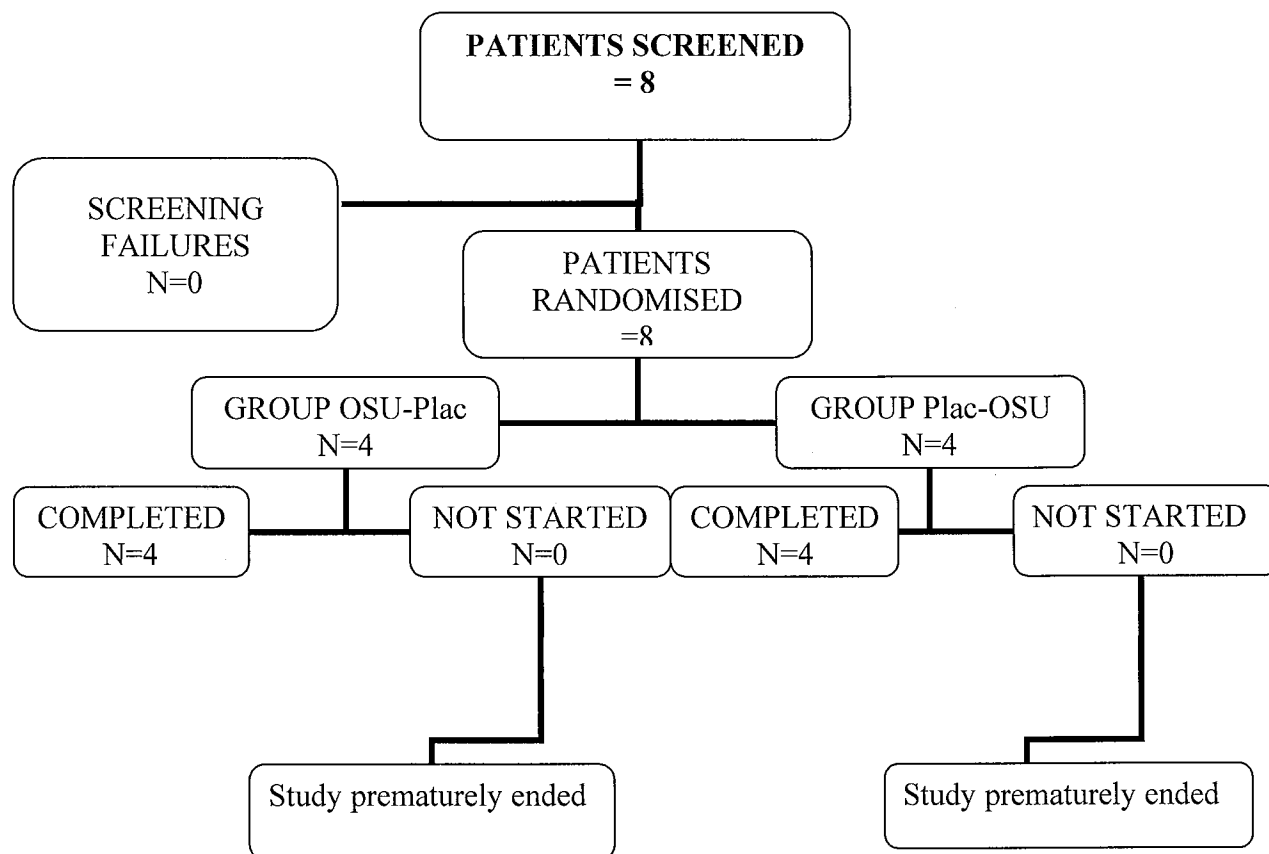 PATIENTS SCREENED
= 8
SCREENING
FAILURES
N=0
PATIENTS
RANDOMISED
=8
GROUP OSU-Plac
N=4
GROUP Plac-OSU
N=4
COMPLETED
N=4
NOT STARTED
N=0
COMPLETED
N=4
NOT STARTED
N=0
Study prematurely ended
Study prematurely ended